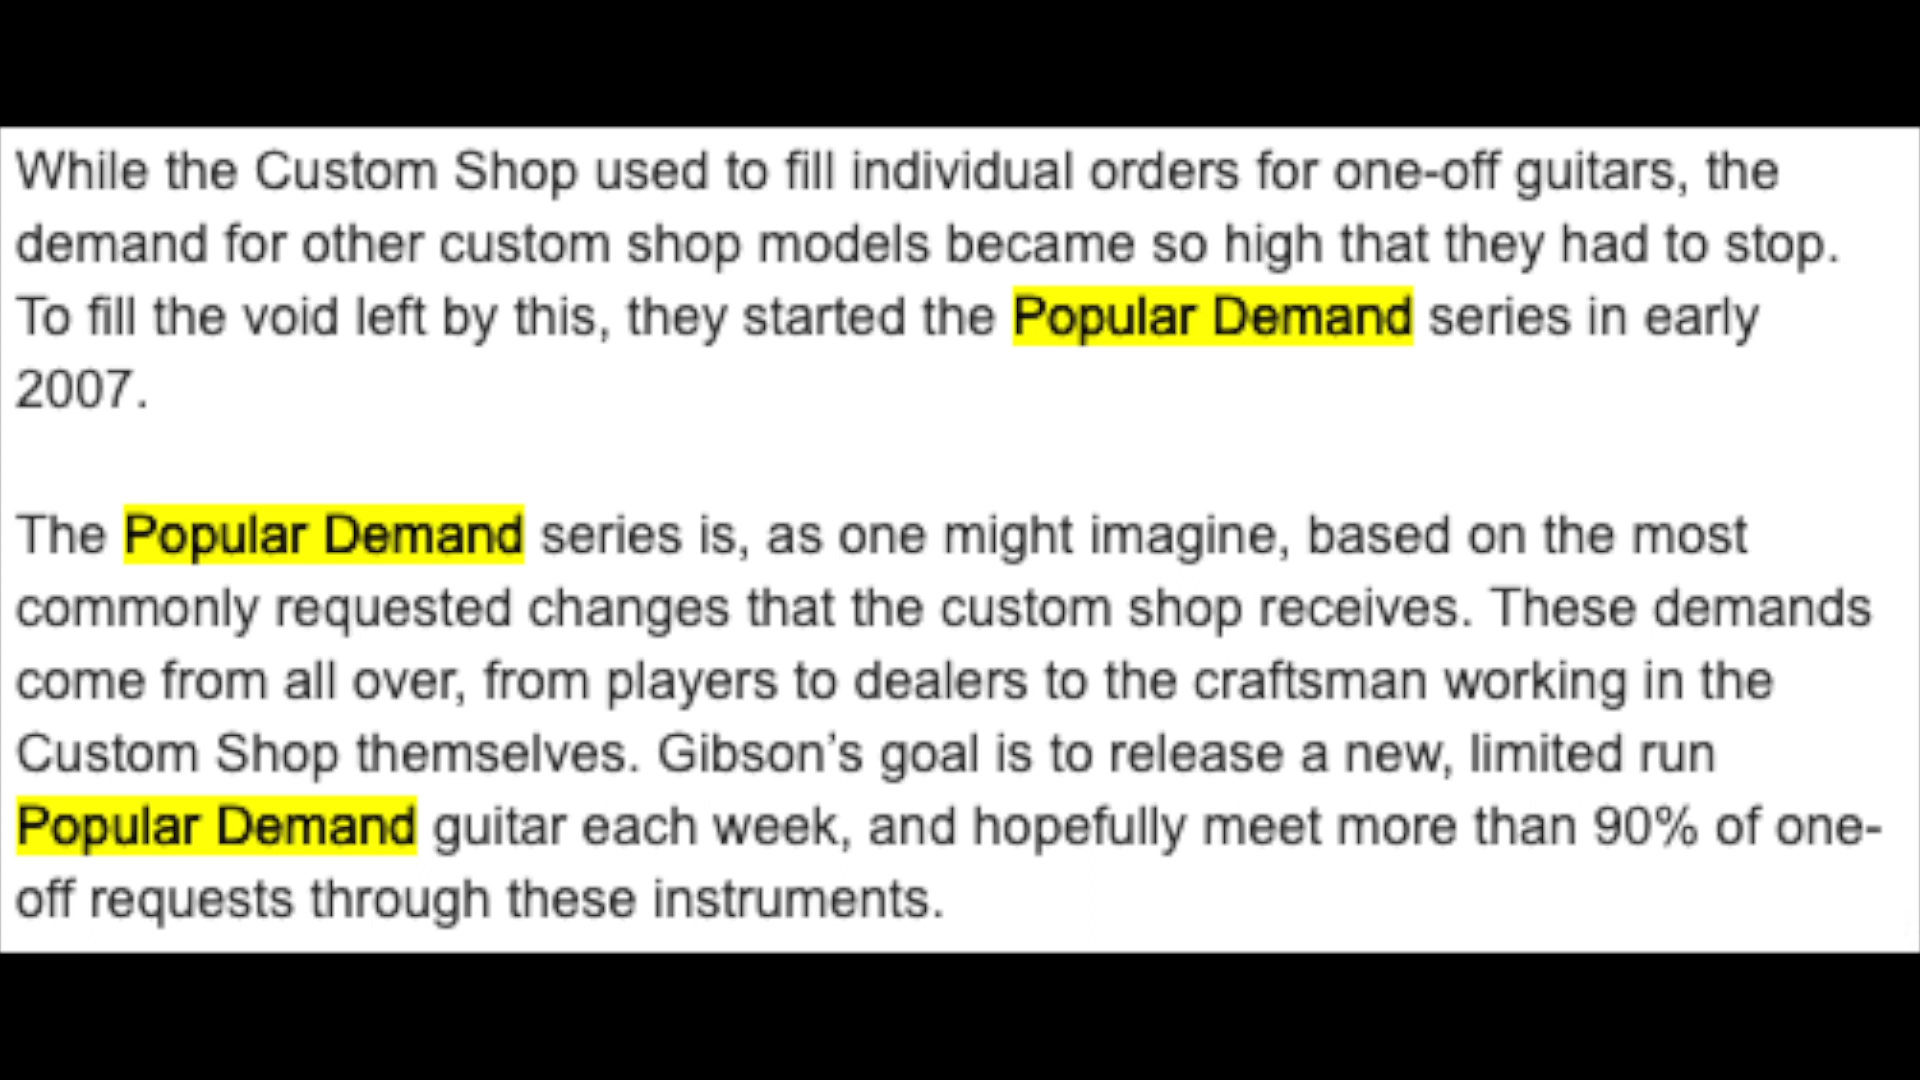 While the Custom Shop used to fill individual orders for one-off guitars, the
demand for other custom shop models became so high that they had to stop.
To fill the void left by this, they started the Popular Demand series in early
2007.
The Popular Demand series is, as one might imagine, based on the most
commonly requested changes that the custom shop receives. These demands
come from all over, from players to dealers to the craftsman working in the
Custom Shop themselves. Gibson’s goal is to release a new, limited run
Popular Demand guitar each week, and hopefully meet more than 90% of one-
off requests through these instruments.